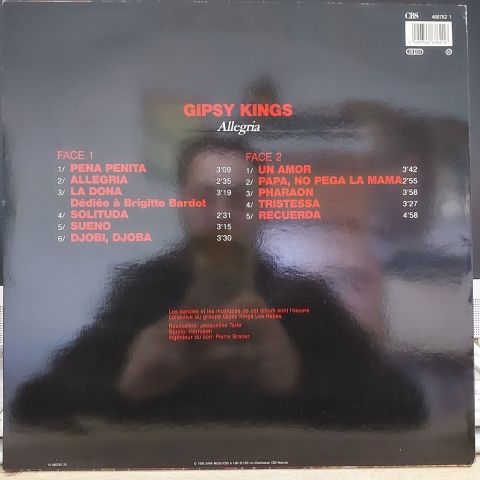 CBS
466762 1
GIPSY KINGS
Allegria
FACE 1
1/ PENA PENITA 3'09
2/ ALLEGRIA 2'35
3/ LA DONA 3'19
Dédiée à Brigitte Bardot
4/ SOLITUDA 2'31
5/ SUENO 3'15
6/ DJOBI, DJOBA 3'30
FACE 2
1/ UN AMOR 3'42
2/ PAPA, NO PEGA LA MAMA 2'55
3/ PHARAON 3'58
4/ TRISTESSA 3'27
5/ RECUERDA 4'58
Les paroles et les musiques de cet album sont l'oeuvre
collective du groupe Gipsy Kings Los Reyes
Réalisation: Jacqueline Tarta
Studio: Harryson
Ingénieur du son: Pierre Braner